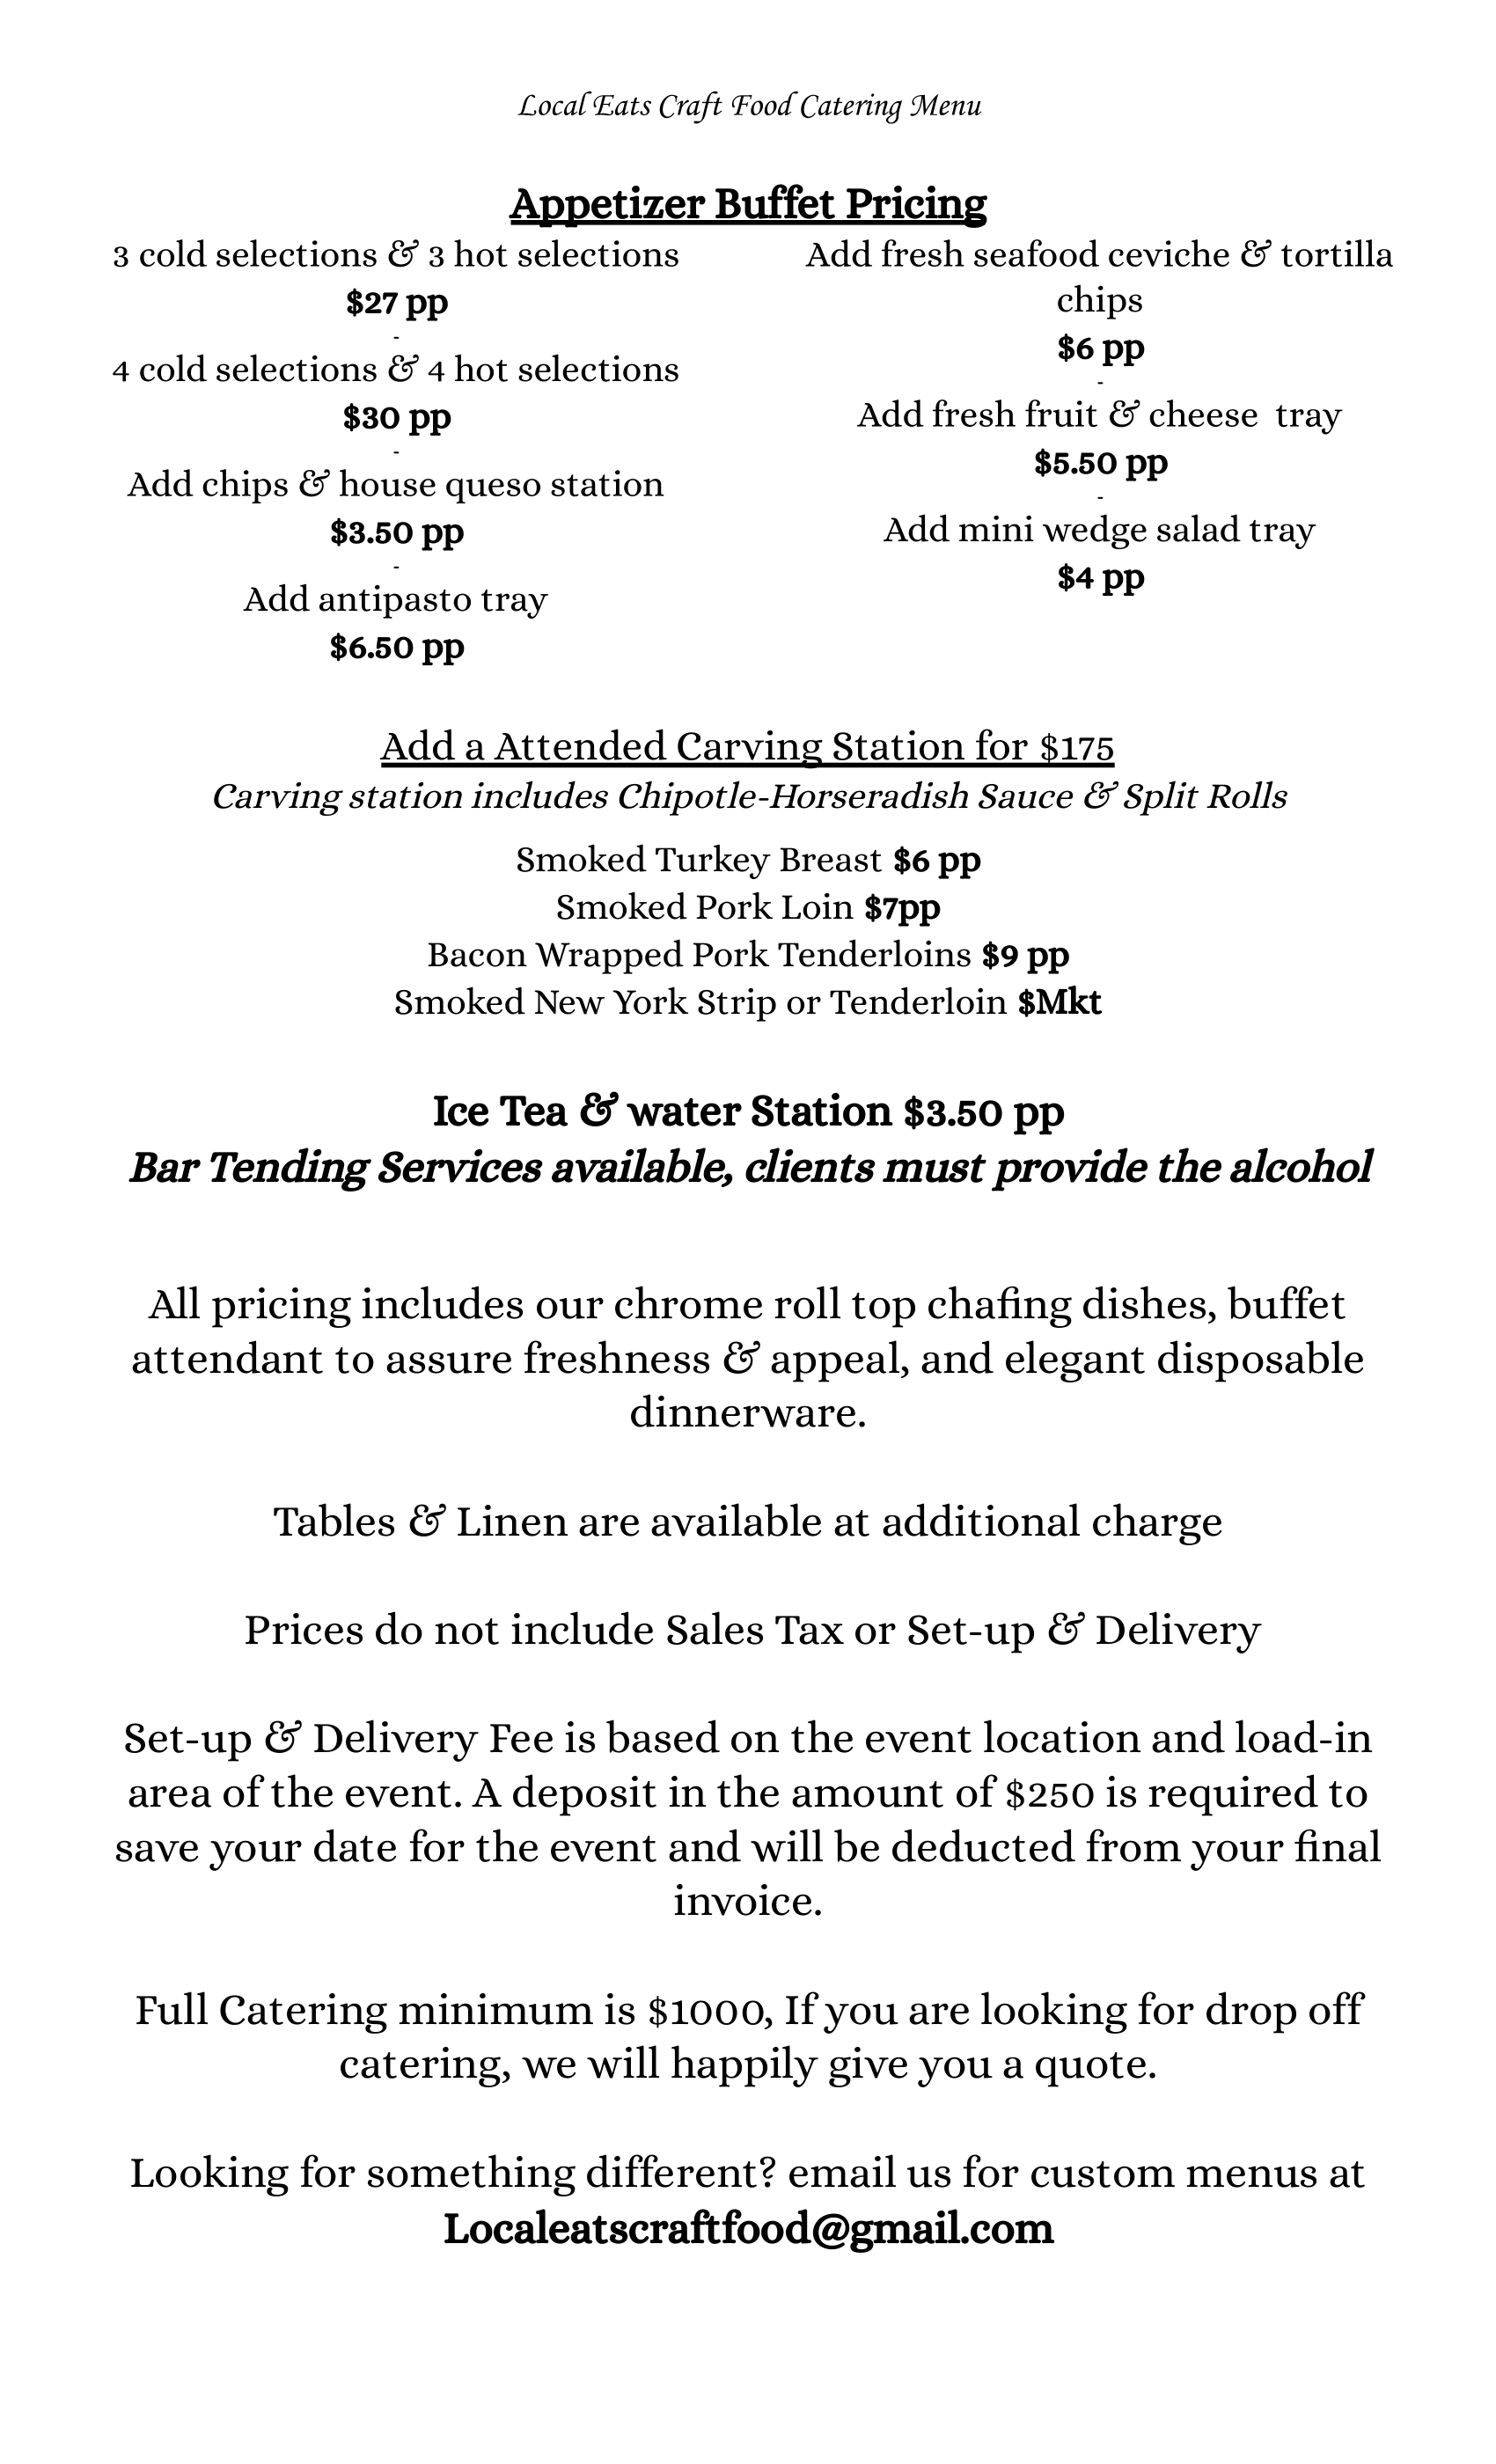 Local Eats Craft Food Catering Menu
Appetizer Buffet Pricing
3 cold selections & 3 hot selections
$27 pp
-
4 cold selections & 4 hot selections
$30 pp
-
Add chips & house queso station
$3.50 pp
-
Add antipasto tray
$6.50 pp
Add fresh seafood ceviche & tortilla
chips
$6 pp
-
Add fresh fruit & cheese  tray
$5.50 pp
-
Add mini wedge salad tray
$4 pp
Add a Attended Carving Station for $175
Carving station includes Chipotle-Horseradish Sauce & Split Rolls
Smoked Turkey Breast $6 pp
Smoked Pork Loin $7pp
Bacon Wrapped Pork Tenderloins $9 pp
Smoked New York Strip or Tenderloin $Mkt
Ice Tea & water Station $3.50 pp
Bar Tending Services available, clients must provide the alcohol
All pricing includes our chrome roll top chafing dishes, buffet
attendant to assure freshness & appeal, and elegant disposable
dinnerware.
Tables & Linen are available at additional charge
Prices do not include Sales Tax or Set-up & Delivery
Set-up & Delivery Fee is based on the event location and load-in
area of the event. A deposit in the amount of $250 is required to
save your date for the event and will be deducted from your final
invoice.
Full Catering minimum is $1000, If you are looking for drop off
catering, we will happily give you a quote.
Looking for something different? email us for custom menus at
Localeatscraftfood@gmail.com